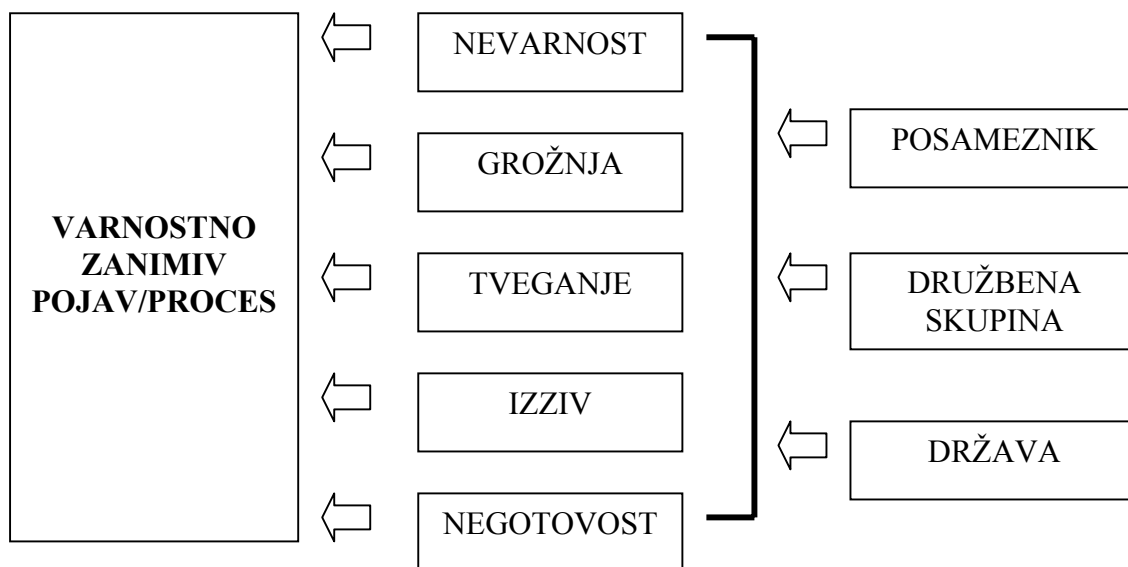 VARNOSTNO
ZANIMIV
POJAV/PROCES
NEVARNOST
GROŽNJA
TVEGANJE
IZZIV
NEGOTOVOST
POSAMEZNIK
DRUŽBENA
SKUPINA
DRŽAVA